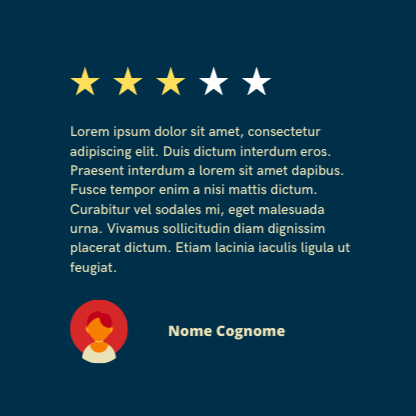 Lorem ipsum dolor sit amet, consectetur
adipiscing elit. Duis dictum interdum eros.
Praesent interdum a lorem sit amet dapibus.
Fusce tempor enim a nisi mattis dictum.
Curabitur vel sodales mi, eget malesuada
urna. Vivamus sollicitudin diam dignissim
placerat dictum. Etiam lacinia iaculis ligula ut
feugiat.
Nome Cognome